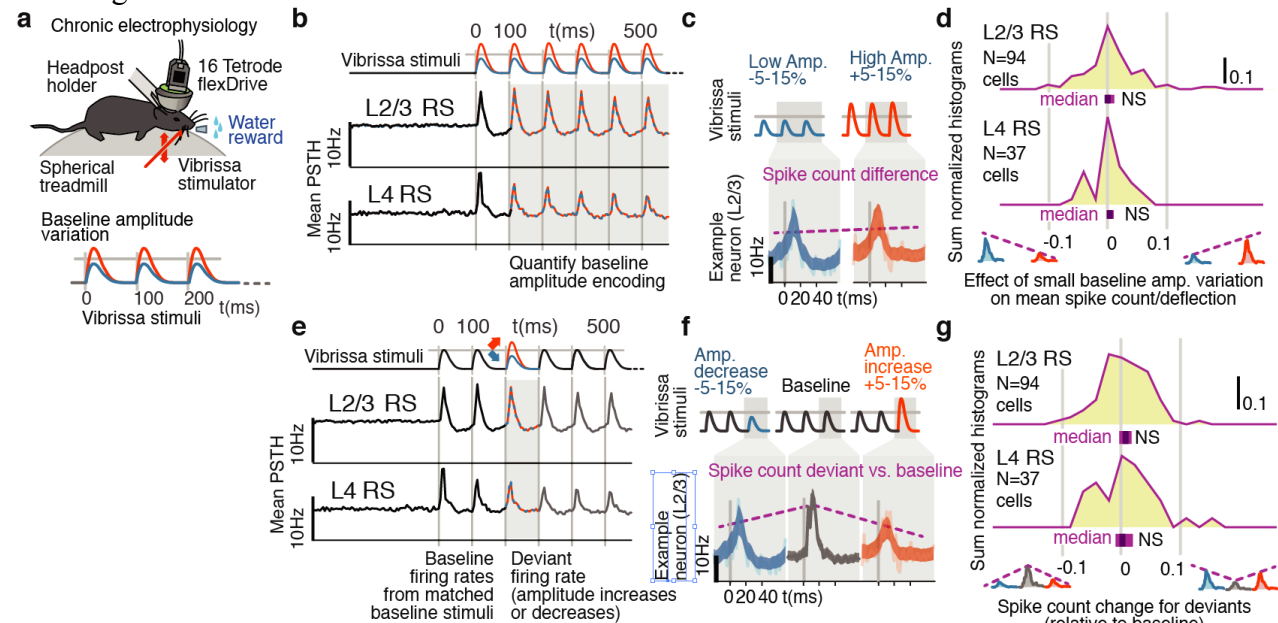 a
Chronic electrophysiology
Headpost
holder
16 Tetrode
flexDrive
Water
reward
Spherical
treadmill
Vibrissa
stimulator
Baseline amplitude
variation
0 100 200 t(ms)
Vibrissa stimuli
b
0 100 t(ms) 500
Vibrissa stimuli
L2/3 RS
10Hz
L4 RS
10Hz
Mean PSTH
Quantify baseline
amplitude encoding
c
Low Amp.
-5-15%
High Amp.
+5-15%
Vibrissa
stimuli
Spike count difference
Example
neuron (L2/3)
10Hz
0 20 40 t(ms)
d
Sum normalized histograms
L2/3 RS
N=94
cells
0.1
median NS
L4 RS
N=37
cells
median NS
-0.1 0 0.1
Effect of small baseline amp. variation
on mean spike count/deflection
e
0 100 t(ms) 500
Vibrissa stimuli
L2/3 RS
10Hz
L4 RS
10Hz
Mean PSTH
Baseline
firing rates
from matched
baseline stimuli
Deviant
firing rate
(amplitude increases
or decreases)
f
Amp.
decrease
-5-15%
Baseline
Amp.
increase
+5-15%
Vibrissa
stimuli
Spike count deviant vs. baseline
Example
neuron (L2/3)
10Hz
0 20 40 t(ms)
g
Sum normalized histograms
L2/3 RS
N=94
cells
0.1
median NS
L4 RS
N=37
cells
median NS
-0.1 0 0.1
Spike count change for deviants
(relative to baseline)